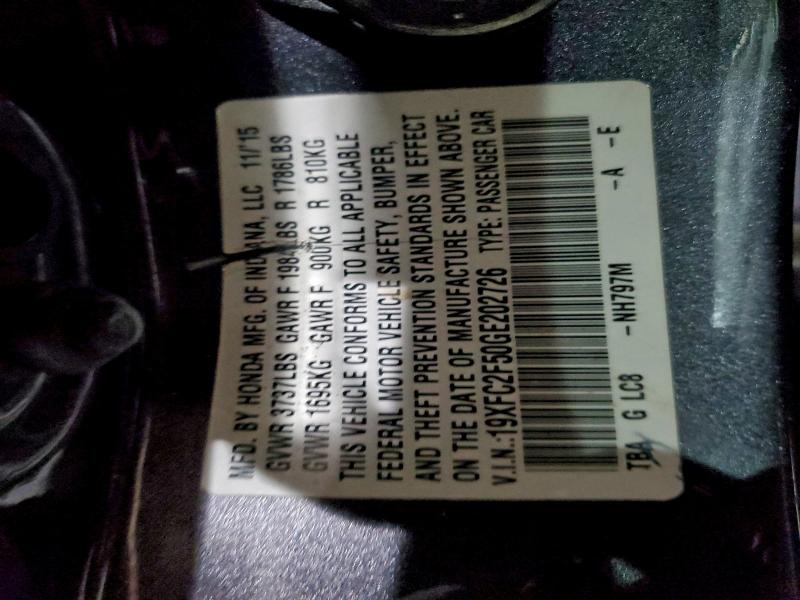 MFD. BY HONDA MFG. OF INDIANA, LLC 11/'15
GVWR 3737LBS GAWR F 1984LBS R 1786LBS
GVWR 1695KG GAWR F 900KG R 810KG
THIS VEHICLE CONFORMS TO ALL APPLICABLE
FEDERAL MOTOR VEHICLE SAFETY, BUMPER,
AND THEFT PREVENTION STANDARDS IN EFFECT
ON THE DATE OF MANUFACTURE SHOWN ABOVE.
V.I.N.:19XFC2F50GE202726 TYPE: PASSENGER CAR
TBA G LC8 -NH797M -A -E